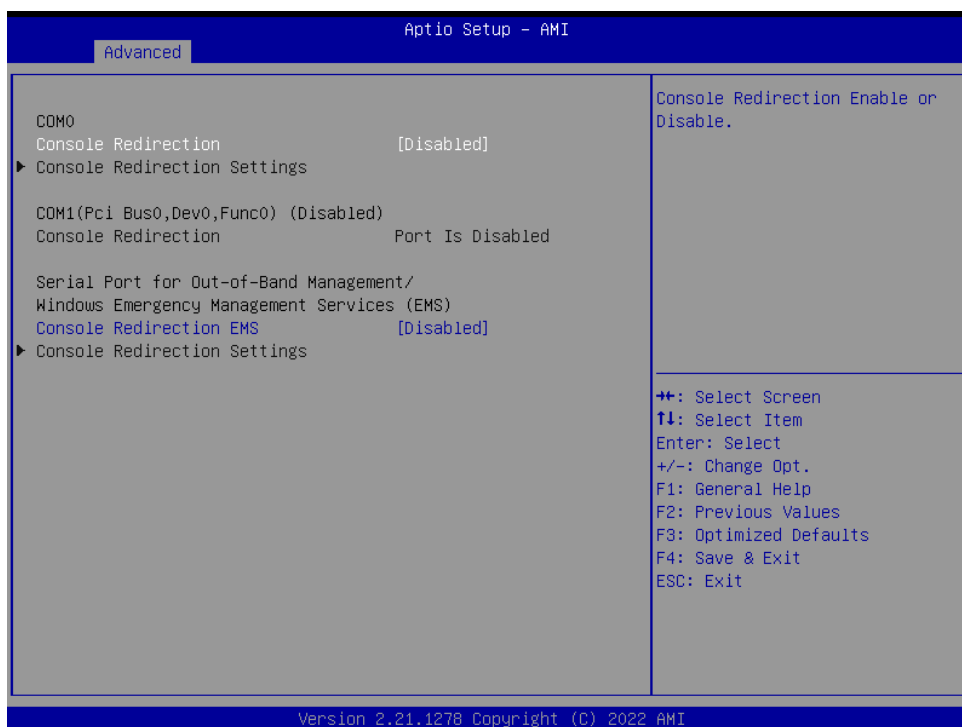 Aptio Setup – AMI
Advanced
COM0
Console Redirection [Disabled]
▶ Console Redirection Settings
COM1(Pci Bus0,Dev0,Func0) (Disabled)
Console Redirection Port Is Disabled
Serial Port for Out-of-Band Management/
Windows Emergency Management Services (EMS)
Console Redirection EMS [Disabled]
▶ Console Redirection Settings
Console Redirection Enable or
Disable.
→←: Select Screen
↑↓: Select Item
Enter: Select
+/-: Change Opt.
F1: General Help
F2: Previous Values
F3: Optimized Defaults
F4: Save & Exit
ESC: Exit
Version 2.21.1278 Copyright (C) 2022 AMI